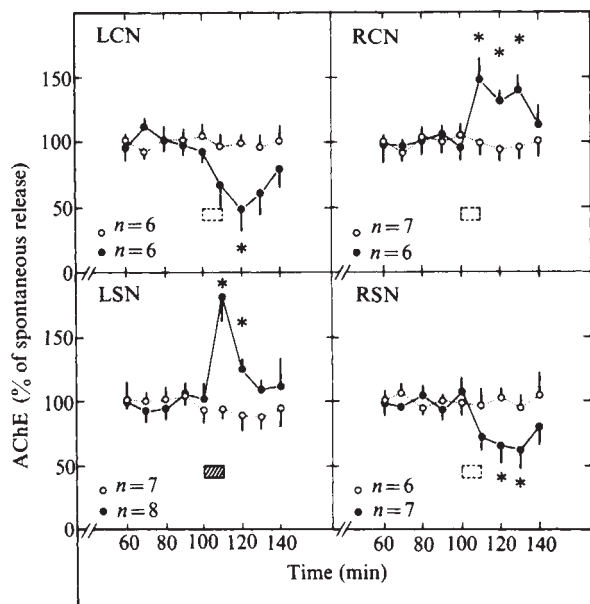 LCN
RCN
150
100
50
0
* * *
*
○ n=6
● n=6
○ n=7
● n=6
LSN
RSN
150
100
50
0
* *
* *
○ n=7
● n=8
○ n=6
● n=7
60 80 100 120 140
60 80 100 120 140
Time (min)
AChE (% of spontaneous release)